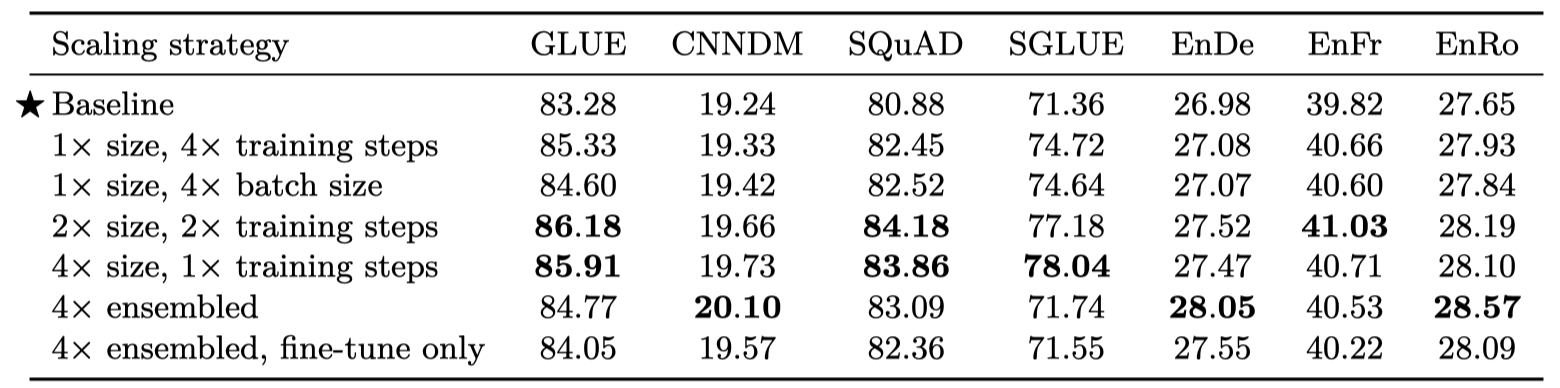 Scaling strategy GLUE CNNDM SQuAD SGLUE EnDe EnFr EnRo
★ Baseline 83.28 19.24 80.88 71.36 26.98 39.82 27.65
1× size, 4× training steps 85.33 19.33 82.45 74.72 27.08 40.66 27.93
1× size, 4× batch size 84.60 19.42 82.52 74.64 27.07 40.60 27.84
2× size, 2× training steps 86.18 19.66 84.18 77.18 27.52 41.03 28.19
4× size, 1× training steps 85.91 19.73 83.86 78.04 27.47 40.71 28.10
4× ensembled 84.77 20.10 83.09 71.74 28.05 40.53 28.57
4× ensembled, fine-tune only 84.05 19.57 82.36 71.55 27.55 40.22 28.09